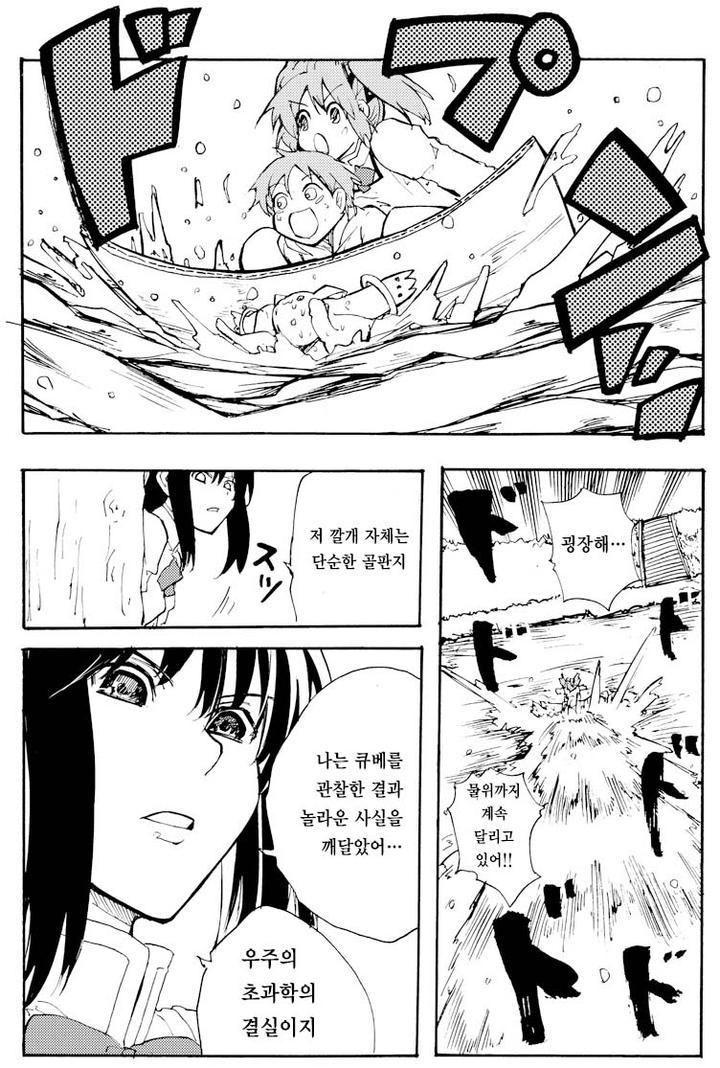 ドプンッ
굉장해…
ドドドドドドドド
물위까지
계속
달리고
있어!!
저 깔개 자체는
단순한 골판지
スッ
나는 큐베를
관찰한 결과
놀라운 사실을
깨달았어…
우주의
초과학의
결실이지